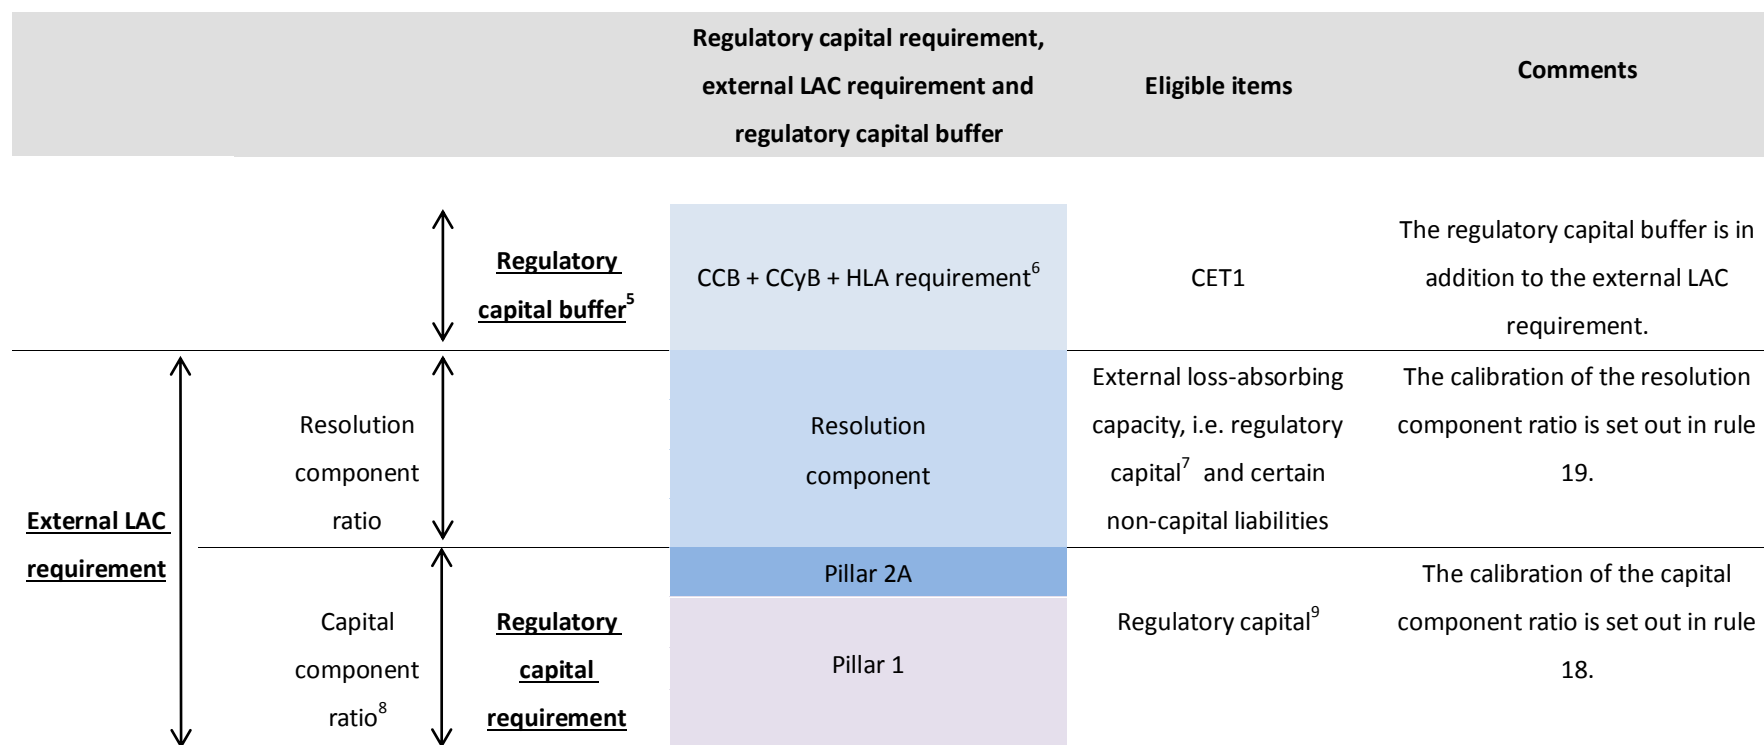 Regulatory capital requirement,
external LAC requirement and
regulatory capital buffer
Eligible items
Comments
Regulatory
capital buffer5
CCB + CCyB + HLA requirement6
CET1
The regulatory capital buffer is in
addition to the external LAC
requirement.
External LAC
requirement
Resolution
component
ratio
Resolution
component
External loss-absorbing
capacity, i.e. regulatory
capital7 and certain
non-capital liabilities
The calibration of the resolution
component ratio is set out in rule
19.
Capital
component
ratio8
Regulatory
capital
requirement
Pillar 2A
Pillar 1
Regulatory capital9
The calibration of the capital
component ratio is set out in rule
18.